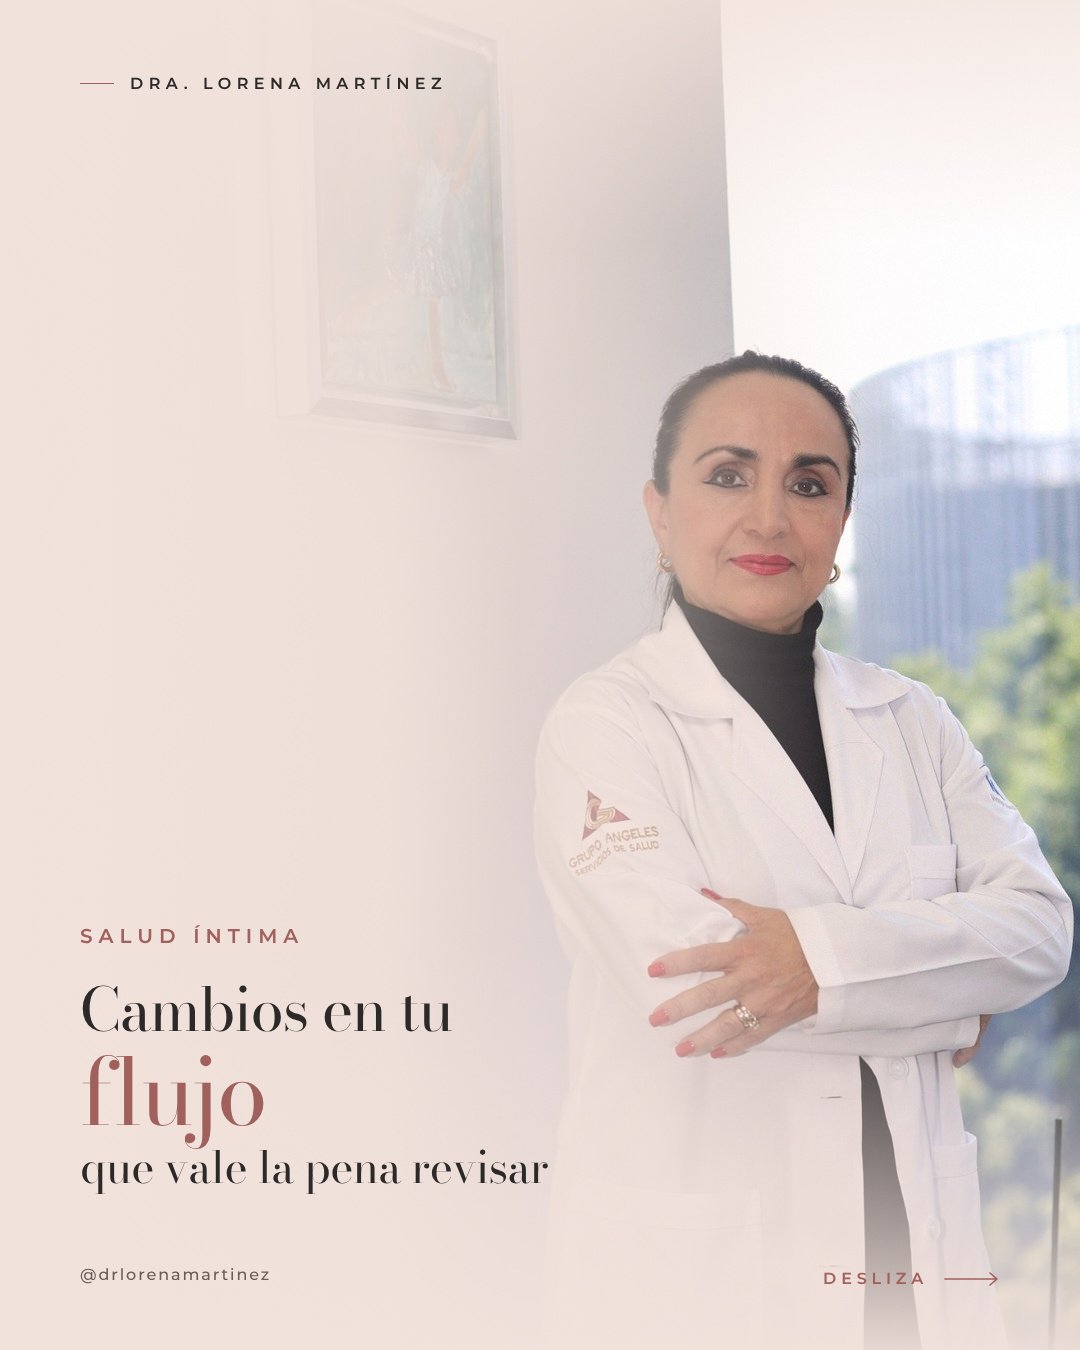 DRA. LORENA MARTÍNEZ
GRUPO ANGELES
SERVICIOS DE SALUD
SALUD ÍNTIMA
Cambios en tu
flujo
que vale la pena revisar
@drlorenamartinez
DESLIZA